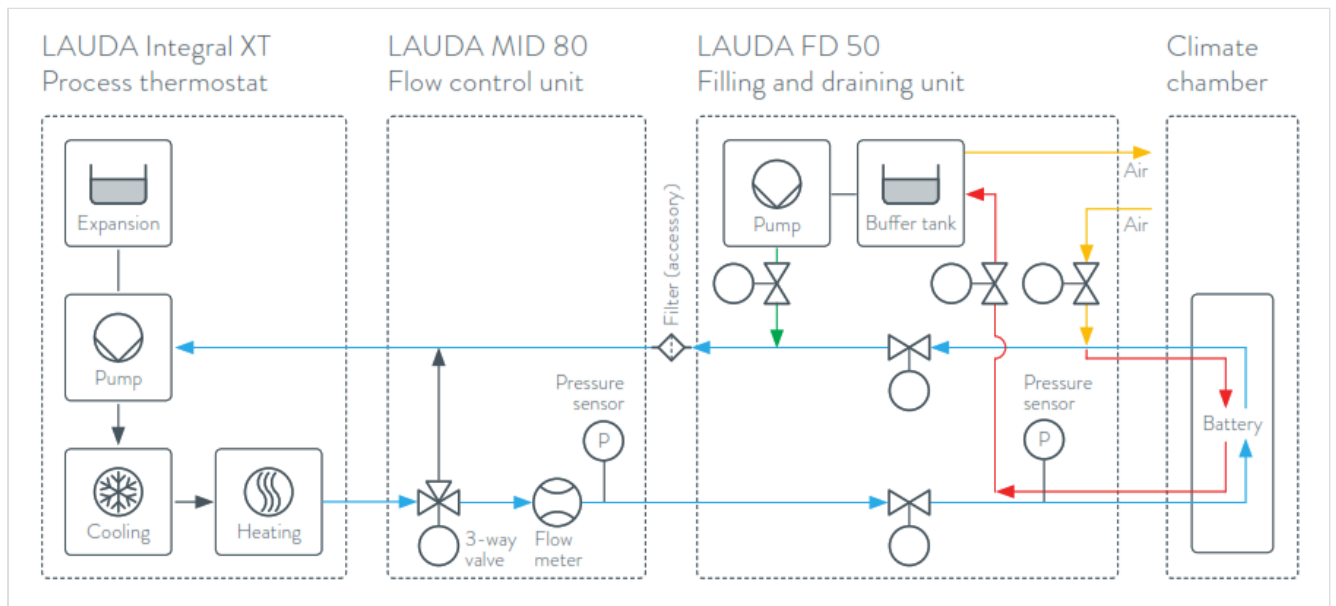 LAUDA Integral XT
Process thermostat
LAUDA MID 80
Flow control unit
LAUDA FD 50
Filling and draining unit
Climate
chamber
Expansion
Pump
Cooling
Heating
3-way
valve
Flow
meter
Pressure
sensor
P
Filter (accessory)
Pump
Buffer tank
Air
Air
Pressure
sensor
P
Battery